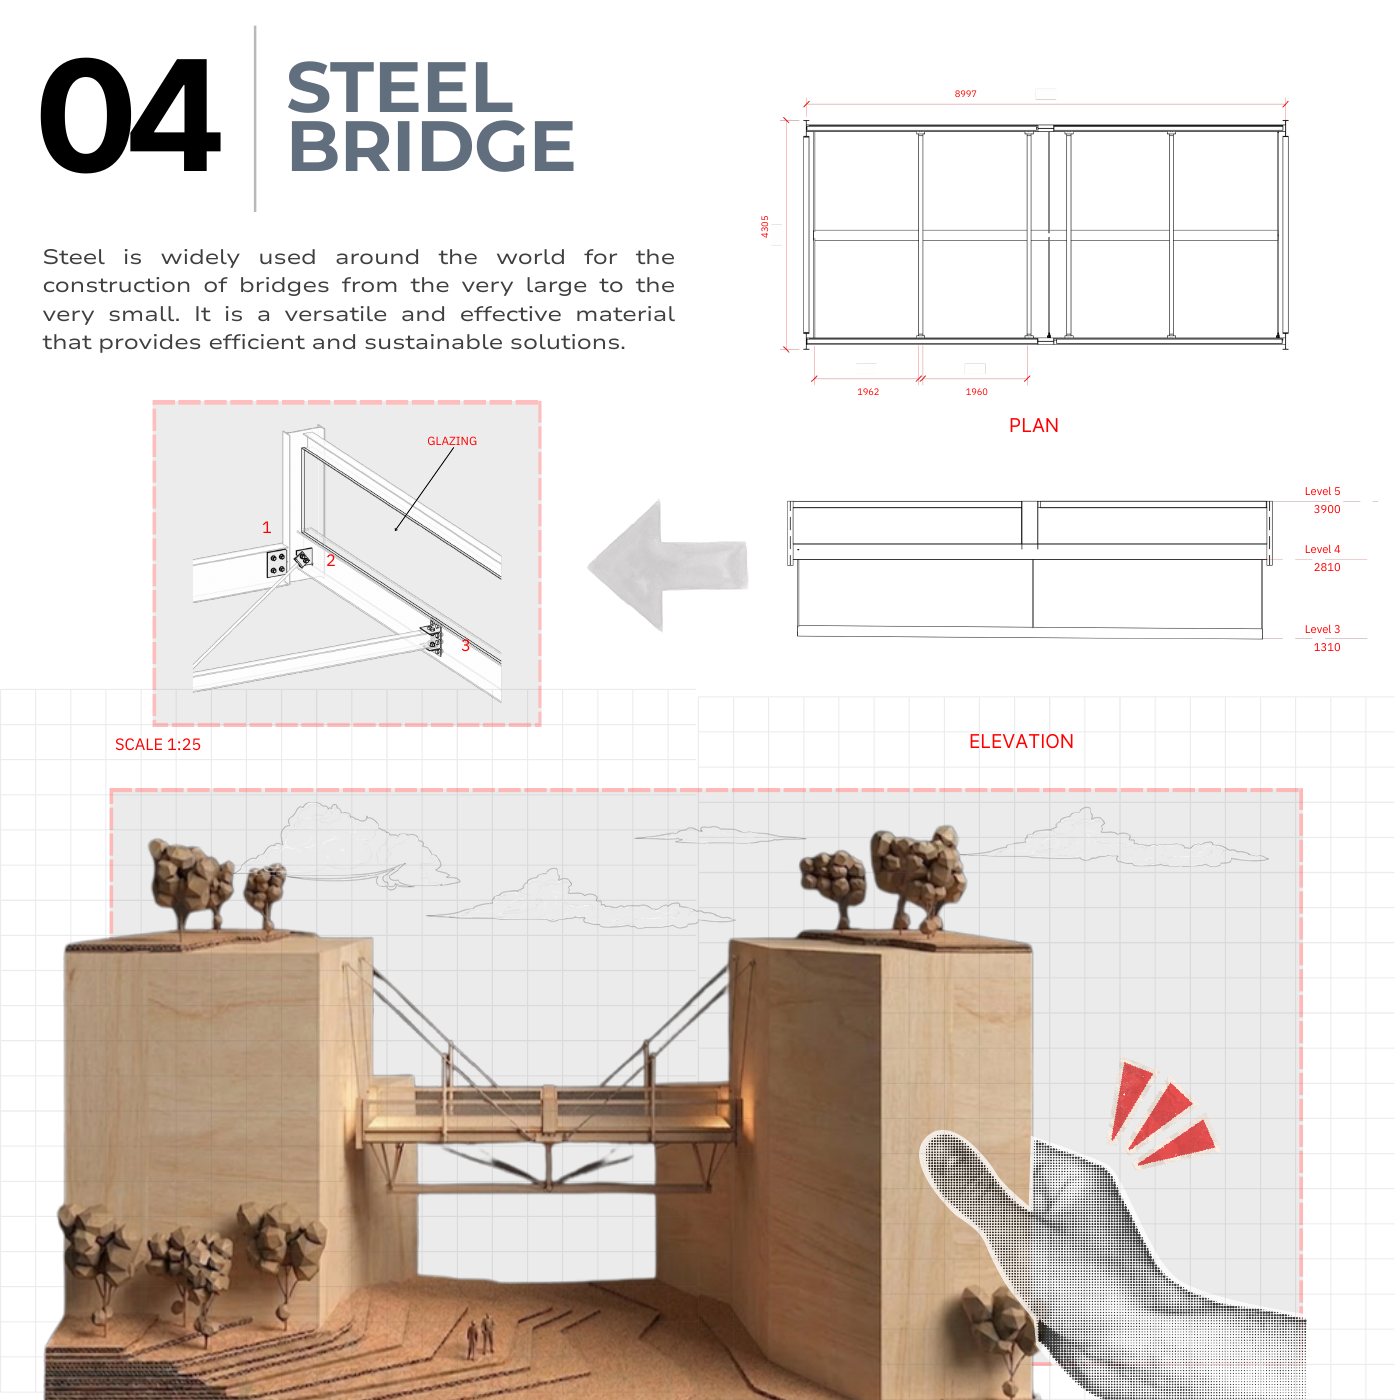 04
STEEL
BRIDGE
Steel is widely used around the world for the
construction of bridges from the very large to the
very small. It is a versatile and effective material
that provides efficient and sustainable solutions.
8997
4305
1962
1960
PLAN
GLAZING
1
2
3
SCALE 1:25
Level 5
3900
Level 4
2810
Level 3
1310
ELEVATION